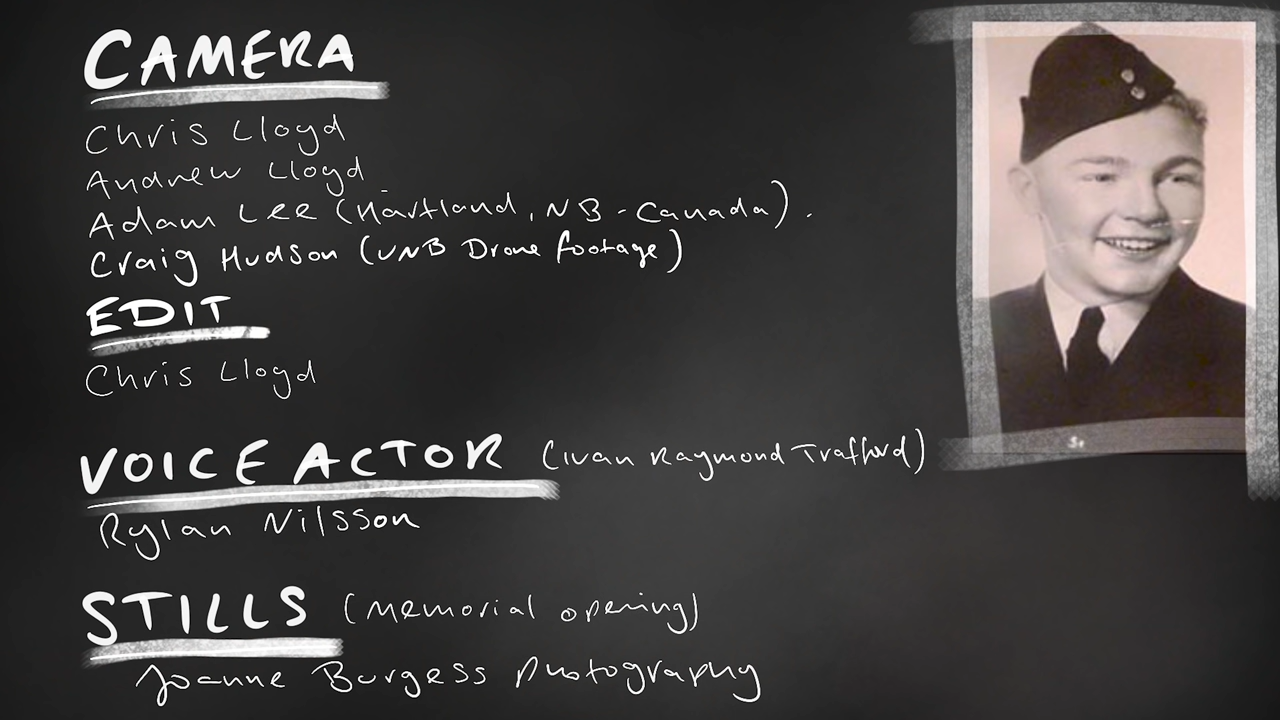 CAMERA
Chris Lloyd
Andrew Lloyd
Adam Lee (Hartland, NB - Canada).
Craig Hudson (UNB Drone footage)
EDIT
Chris Lloyd
VOICE ACTOR (Ivan Raymond Trafford)
Rylan Nilsson
STILLS (Memorial opening)
Joanne Burgess Photography